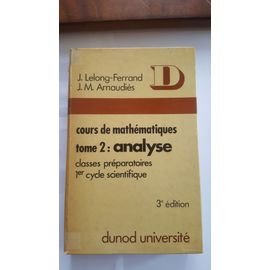 J. Lelong-Ferrand
J. M. Arnaudiès
D
cours de mathématiques
tome 2 : analyse
classes préparatoires
1er cycle scientifique
3e édition
dunod université